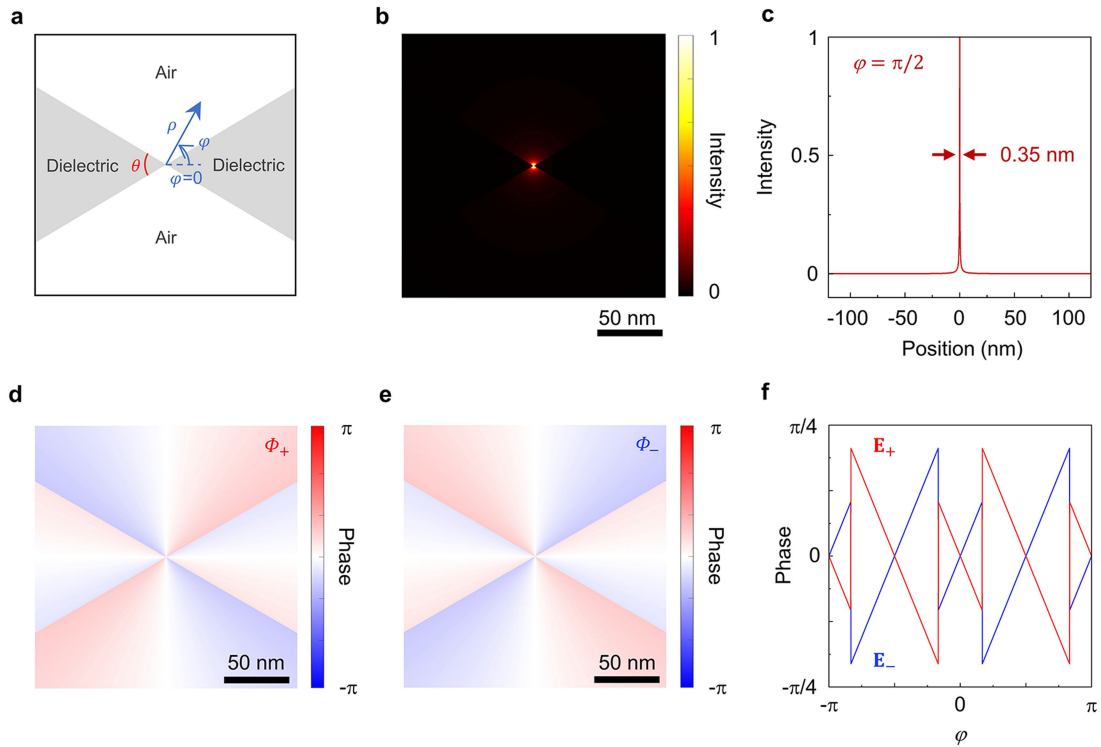 a
Air
ρ
φ
Dielectric
θ
Dielectric
φ=0
Air
b
1
Intensity
0
50 nm
c
1
φ = π/2
Intensity
0.5
0.35 nm
0
-100
-50
0
50
100
Position (nm)
d
Φ₊
π
Phase
-π
50 nm
e
Φ₋
π
Phase
-π
50 nm
f
π/4
E₊
Phase
0
E₋
-π/4
-π
0
π
φ